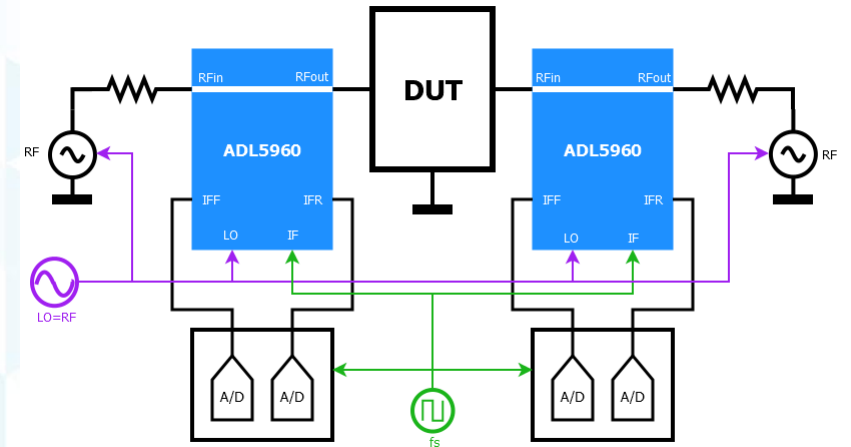 RFin
RFout
DUT
RFin
RFout
RF
ADL5960
ADL5960
RF
IFF
IFR
IFF
IFR
LO
IF
LO
IF
LO=RF
A/D
A/D
A/D
A/D
fs